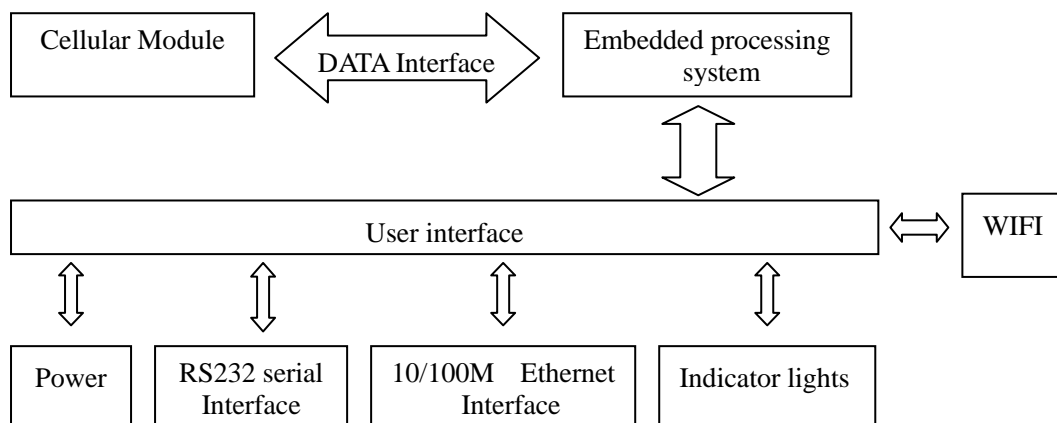 Cellular Module
DATA Interface
Embedded processing
system
User interface
WIFI
Power
RS232 serial
Interface
10/100M Ethernet
Interface
Indicator lights